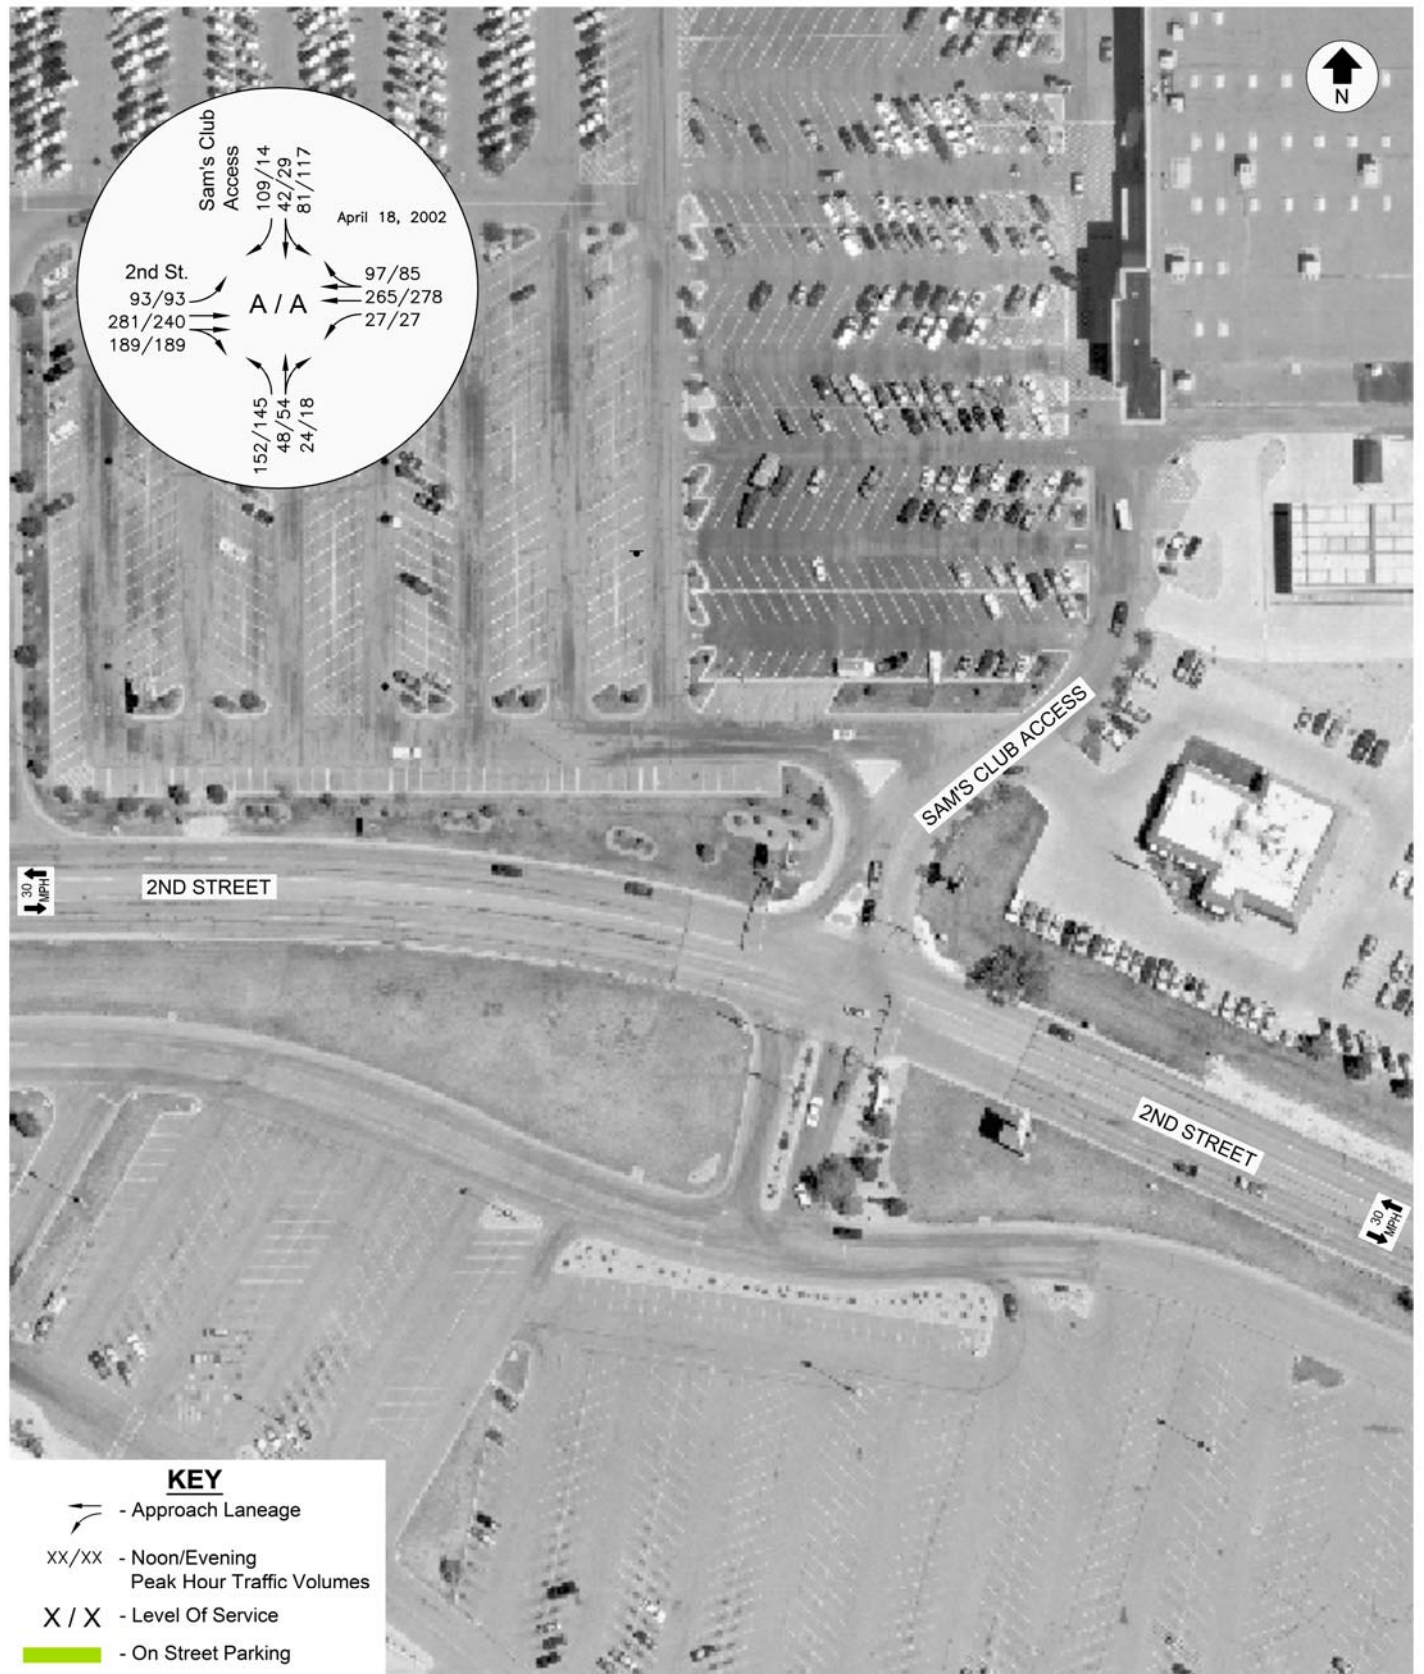 N
Sam's Club
Access
109/14
42/29
81/117
April 18, 2002
2nd St.
93/93
281/240
189/189
A / A
97/85
265/278
27/27
152/145
48/54
24/18
SAM'S CLUB ACCESS
30
MPH
2ND STREET
2ND STREET
30
MPH
KEY
- Approach Laneage
XX/XX - Noon/Evening
Peak Hour Traffic Volumes
X / X - Level Of Service
- On Street Parking